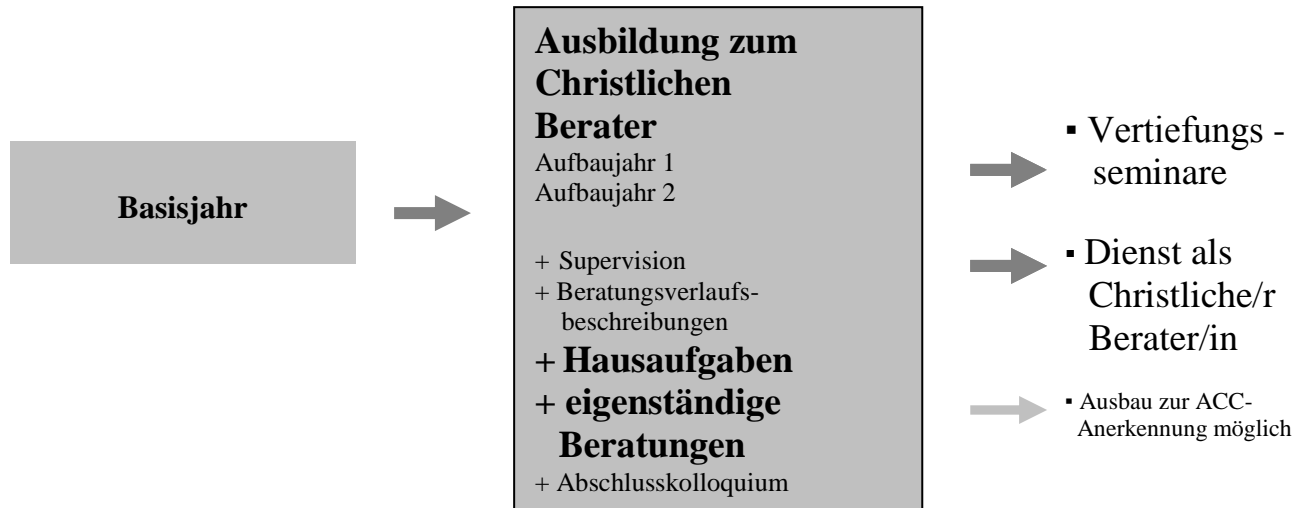 Basisjahr
Ausbildung zum
Christlichen
Berater
Aufbaujahr 1
Aufbaujahr 2
+ Supervision
+ Beratungsverlaufs-
beschreibungen
+ Hausaufgaben
+ eigenständige
Beratungen
+ Abschlusskolloquium
▪ Vertiefungs -
seminare
▪ Dienst als
Christliche/r
Berater/in
▪ Ausbau zur ACC-
Anerkennung möglich